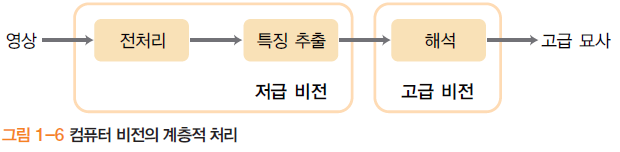 영상 전처리 특징 추출 해석 고급 묘사
저급 비전 고급 비전
그림 1-6 컴퓨터 비전의 계층적 처리